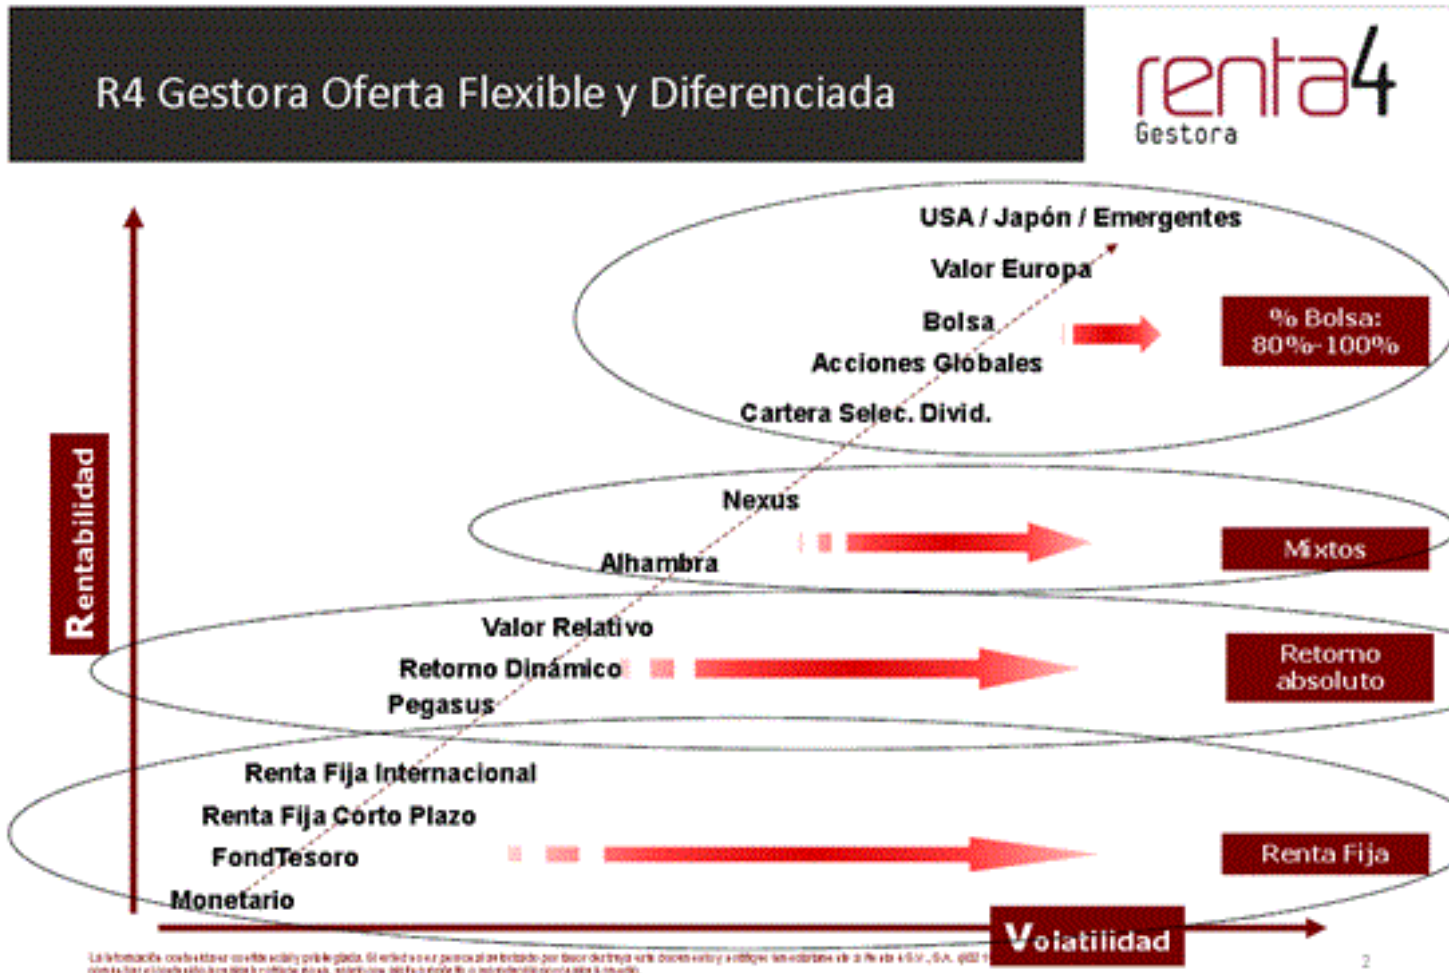 R4 Gestora Oferta Flexible y Diferenciada
renta4
Gestora
USA / Japón / Emergentes
Valor Europa
Bolsa
% Bolsa:
80%-100%
Acciones Globales
Cartera Selec. Divid.
Rentabilidad
Nexus
Mixtos
Alhambra
Valor Relativo
Retorno Dinámico
Retorno
absoluto
Pegasus
Renta Fija Internacional
Renta Fija Corto Plazo
FondTesoro
Renta Fija
Monetario
Volatilidad
2